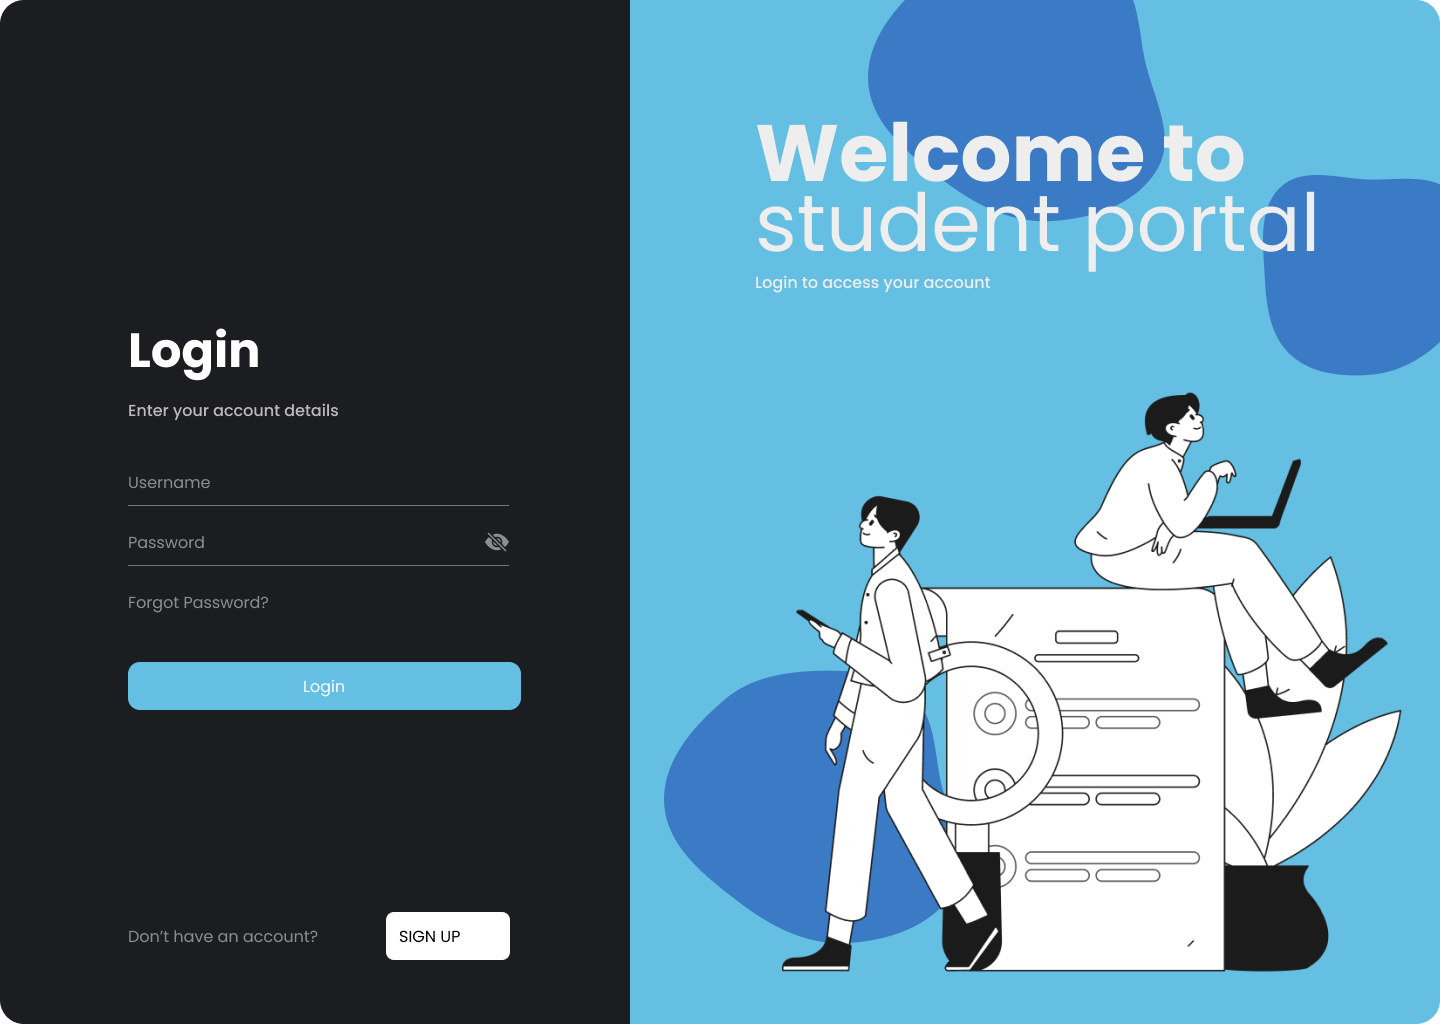 Login
Enter your account details
Username
Password
Forgot Password?
Login
Don’t have an account?
SIGN UP
Welcome to
student portal
Login to access your account